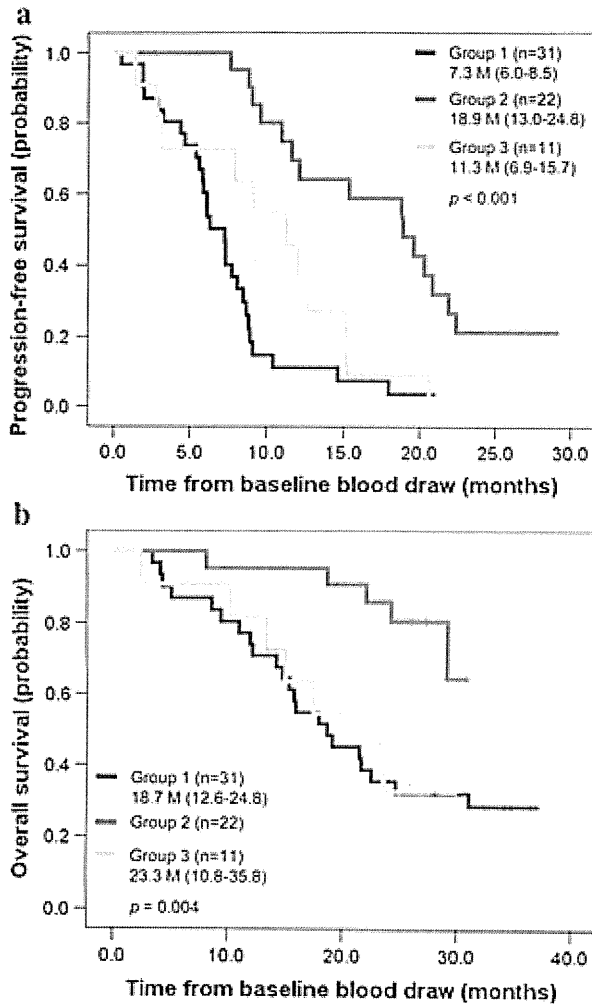 a
Progression-free survival (probability)
1.0
0.8
0.6
0.4
0.2
0.0
Group 1 (n=31)
7.3 M (6.0-8.5)
Group 2 (n=22)
18.9 M (13.0-24.8)
Group 3 (n=11)
11.3 M (6.9-15.7)
p < 0.001
0.0 5.0 10.0 15.0 20.0 25.0 30.0
Time from baseline blood draw (months)
b
Overall survival (probability)
1.0
0.8
0.6
0.4
0.2
0.0
Group 1 (n=31)
18.7 M (12.6-24.8)
Group 2 (n=22)
Group 3 (n=11)
23.3 M (10.8-35.8)
p = 0.004
0.0 10.0 20.0 30.0 40.0
Time from baseline blood draw (months)